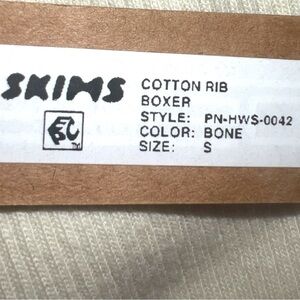 SKIMS
COTTON RIB
BOXER
STYLE: PN-HWS-0042
COLOR: BONE
SIZE: S